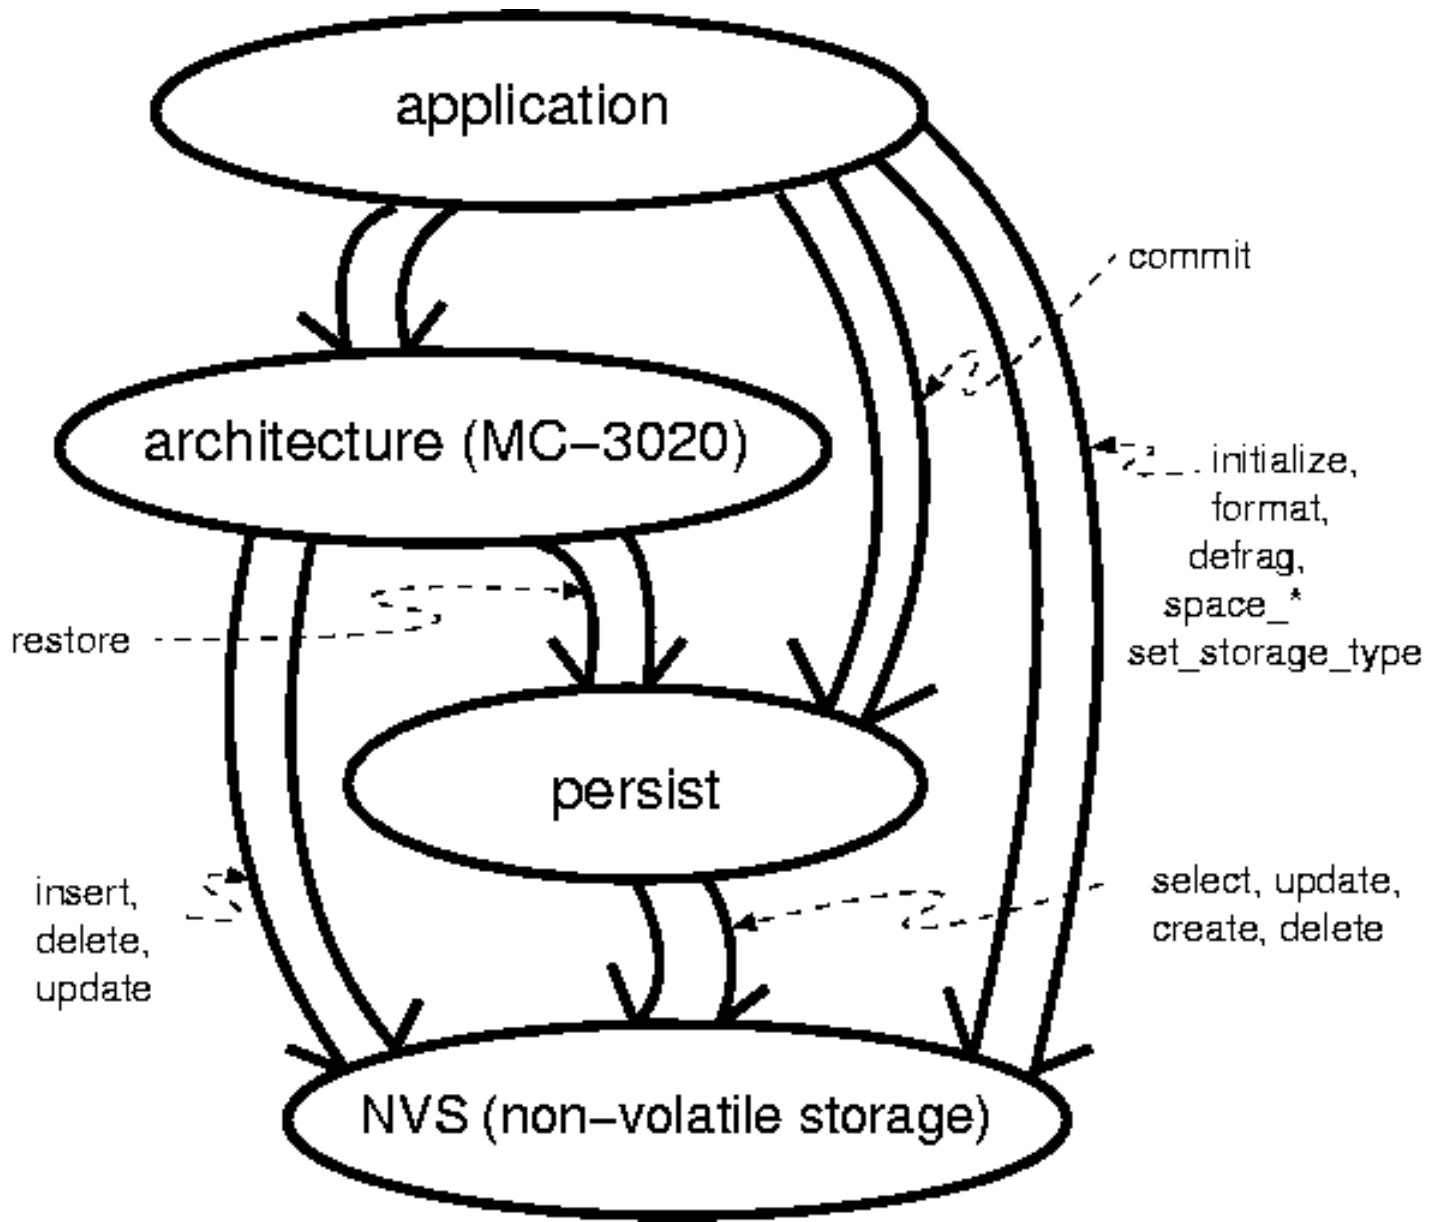 application
commit
architecture (MC-3020)
initialize,
format,
defrag,
space_*
set_storage_type
restore
persist
insert,
delete,
update
select, update,
create, delete
NVS (non-volatile storage)